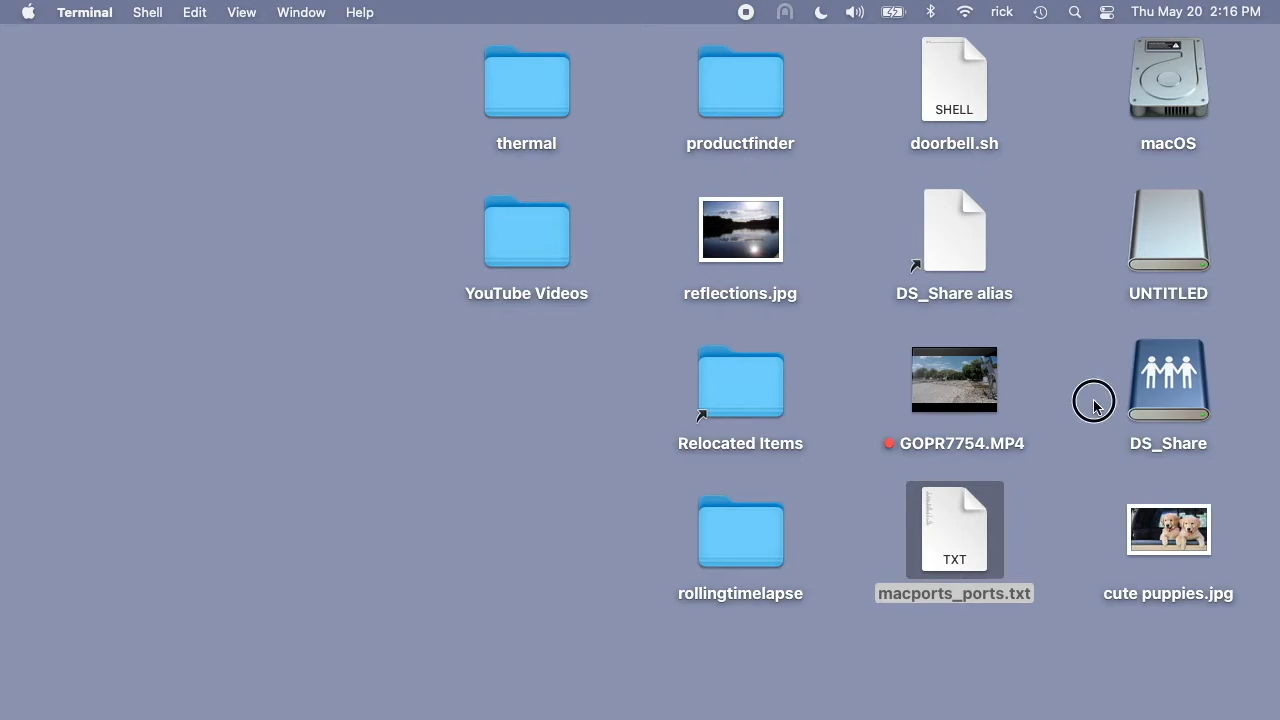 Terminal Shell Edit View Window Help rick Thu May 20 2:16 PM
SHELL
thermal productfinder doorbell.sh macOS
YouTube Videos reflections.jpg DS_Share alias UNTITLED
Relocated Items GOPR7754.MP4 DS_Share
TXT
rollingtimelapse macports_ports.txt cute puppies.jpg